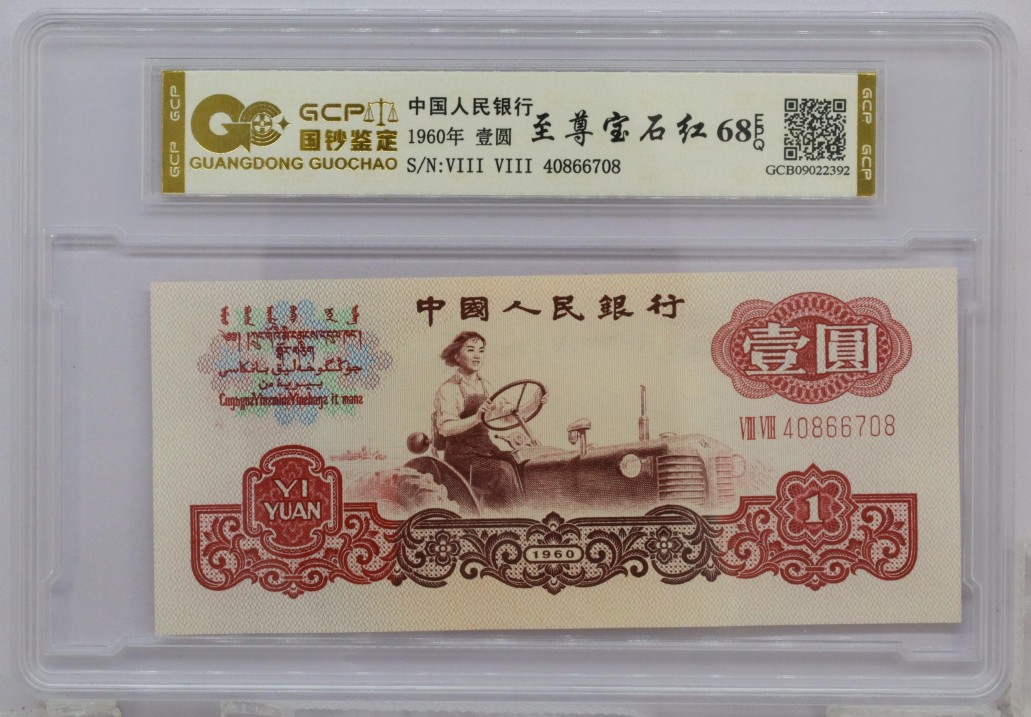 GCP
国钞鉴定
GUANGDONG GUOCHAO
中国人民银行
1960年 壹圆
S/N:VIII VIII 40866708
至尊宝石红 68 EPQ
GCB09022392
GCP
GCP
GCP
GCP
中國人民銀行
壹圓
VIII VIII 40866708
YI
YUAN
1960
1